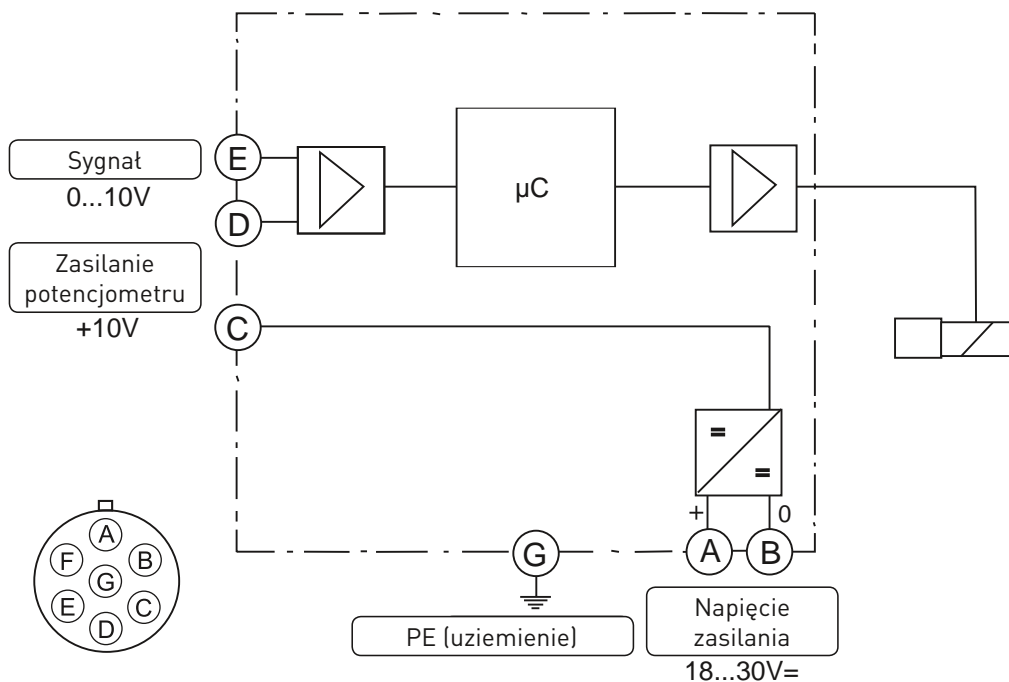 E
Sygnał
0...10V
µC
D
Zasilanie
potencjometru
+10V
C
=
=
+
0
A
F
B
G
E
C
D
G
A
B
PE (uziemienie)
Napięcie
zasilania
18...30V=